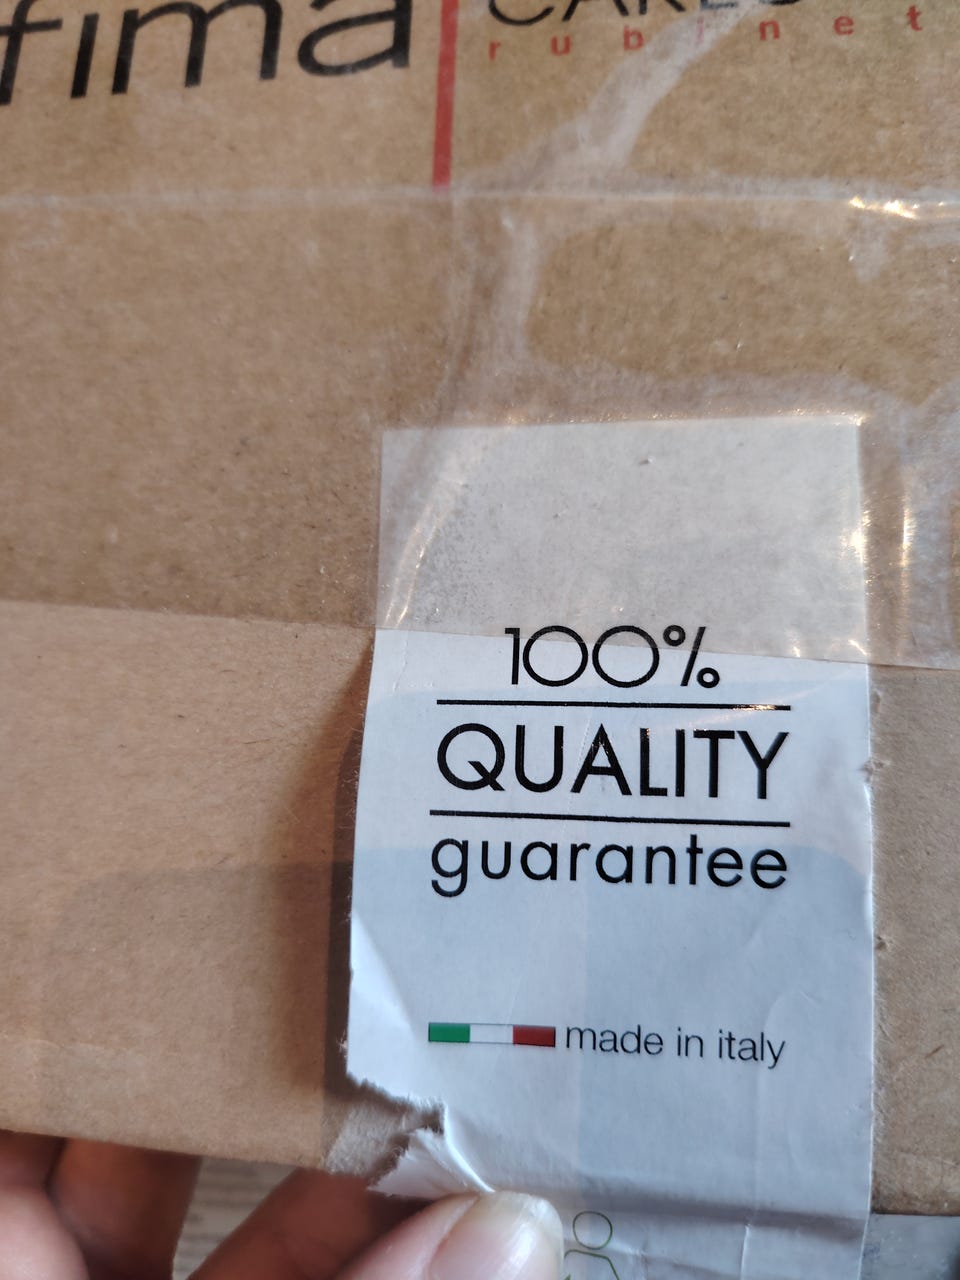 fima
rubinet
100%
QUALITY
guarantee
made in italy